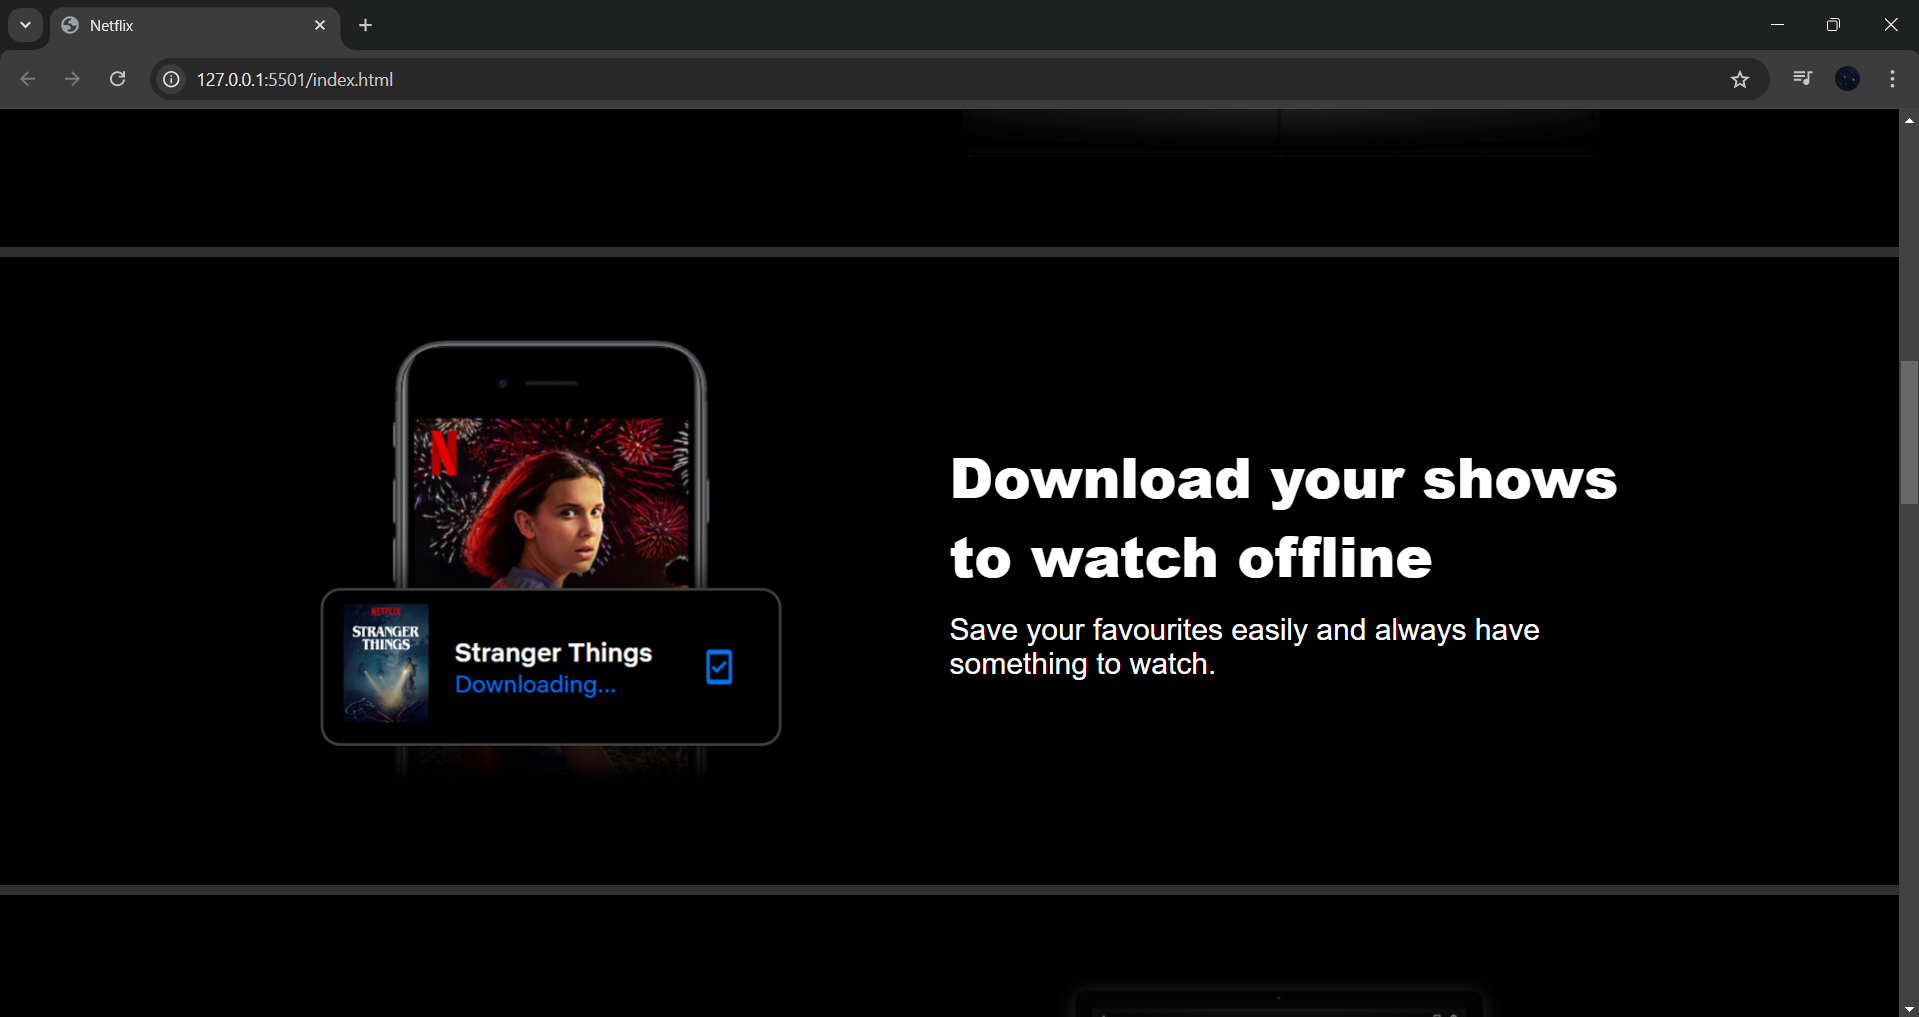 Netflix
127.0.0.1:5501/index.html
N
Download your shows
to watch offline
Save your favourites easily and always have
something to watch.
NETFLIX
STRANGER
THINGS
Stranger Things
Downloading...